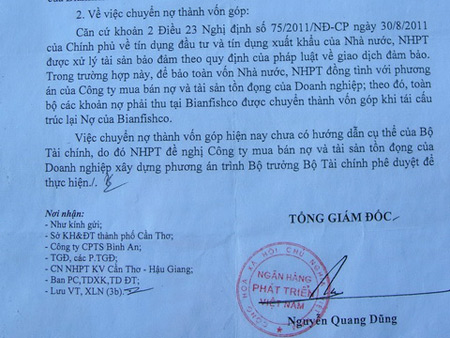 2. Về việc chuyển nợ thành vốn góp:
Căn cứ khoản 2 Điều 23 Nghị định số 75/2011/NĐ-CP ngày 30/8/2011
của Chính phủ về tín dụng đầu tư và tín dụng xuất khẩu của Nhà nước, NHPT
được xử lý tài sản bảo đảm theo quy định của pháp luật về giao dịch đảm bảo.
Trong trường hợp này, để bảo toàn vốn Nhà nước, NHPT đồng tình với phương
án của Công ty mua bán nợ và tài sản tồn đọng của Doanh nghiệp; theo đó, toàn
bộ các khoản nợ phải thu tại Bianfishco được chuyển thành vốn góp khi tái cấu
trúc lại Nợ của Bianfishco.
Việc chuyển nợ thành vốn góp hiện nay chưa có hướng dẫn cụ thể của Bộ
Tài chính, do đó NHPT đề nghị Công ty mua bán nợ và tài sản tồn đọng của
Doanh nghiệp xây dựng phương án trình Bộ trưởng Bộ Tài chính phê duyệt để
thực hiện./.
Nơi nhận:
- Như kính gửi;
- Sở KH&ĐT thành phố Cần Thơ;
- Công ty CPTS Bình An;
- TGĐ, các P.TGĐ;
- CN NHPT KV Cần Thơ - Hậu Giang;
- Ban PC,TDXK,TD ĐT;
- Lưu VT, XLN (3b).
TỔNG GIÁM ĐỐC
CỘNG HÒA XÃ HỘI CHỦ NGHĨA
NGÂN HÀNG
PHÁT TRIỂN
VIỆT NAM
Nguyễn Quang Dũng